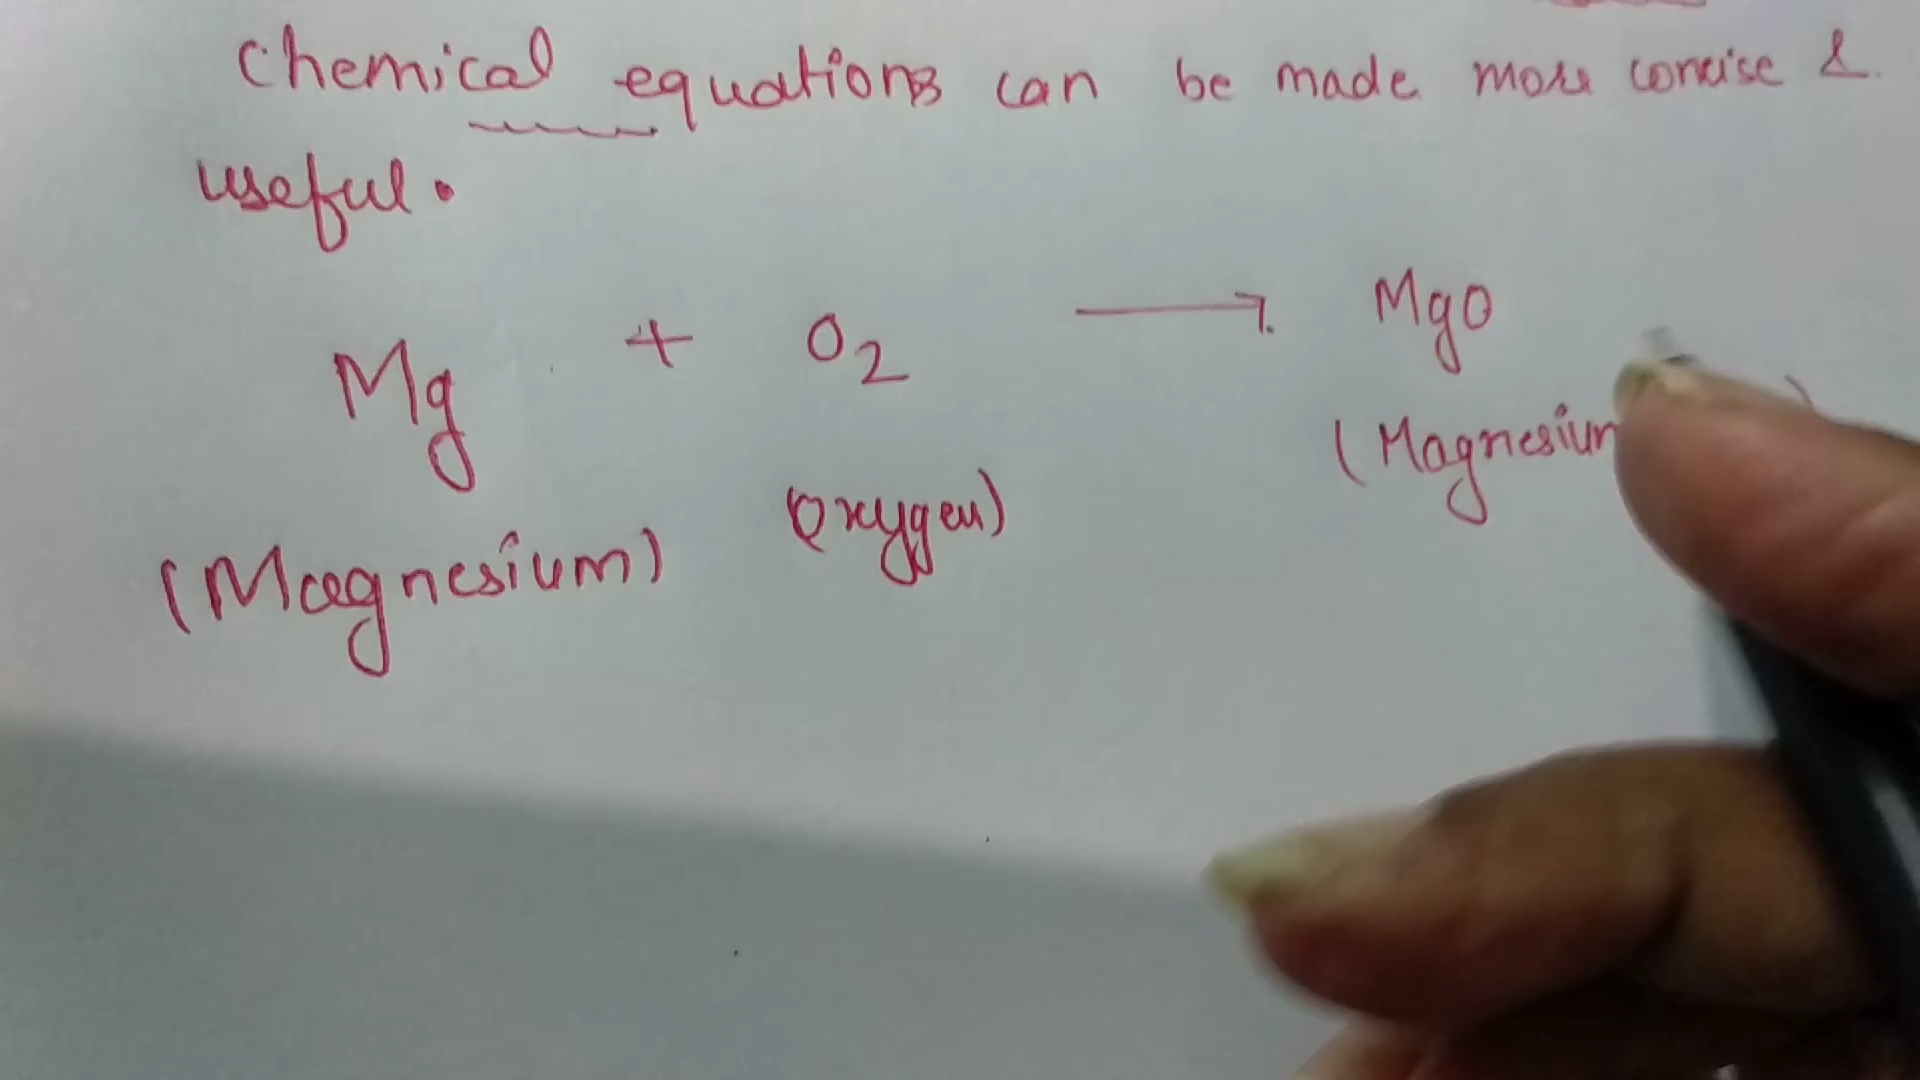 Chemical equations can be made more concise &
useful.
Mg + O2 → MgO
(Magnesium) (Oxygen) (Magnesium )